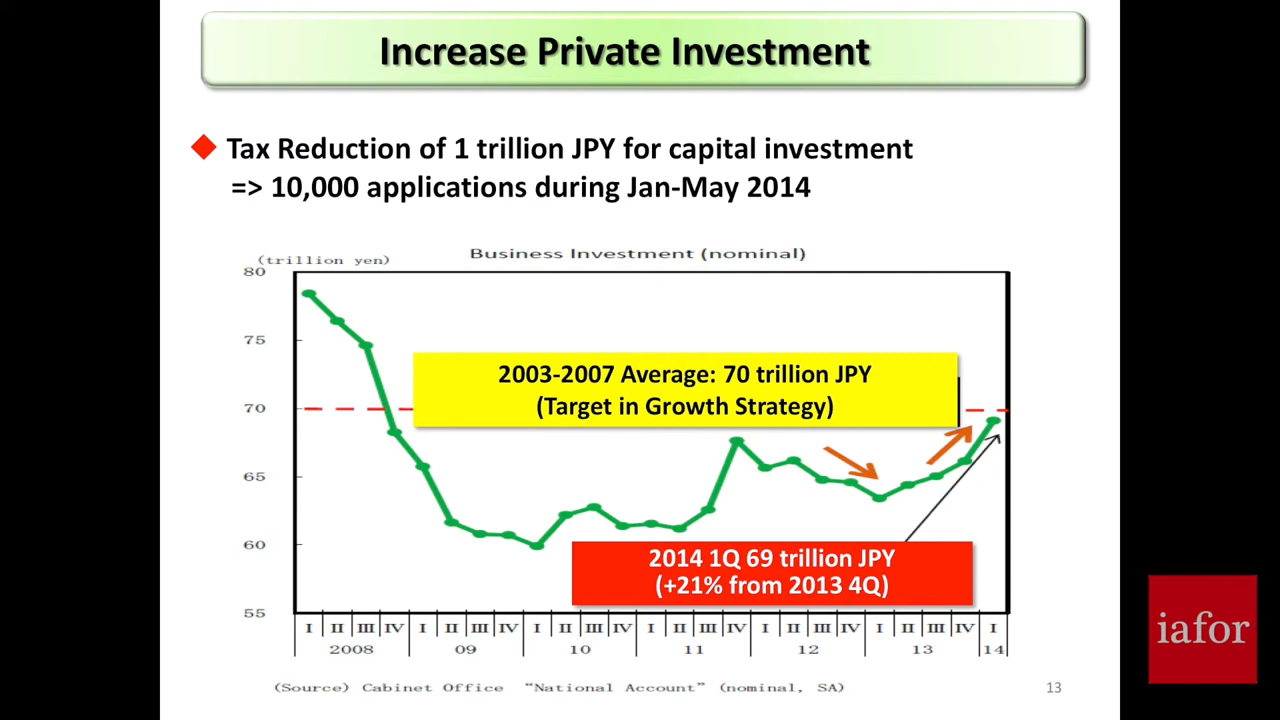 Increase Private Investment
Tax Reduction of 1 trillion JPY for capital investment
=> 10,000 applications during Jan-May 2014
Business Investment (nominal)
(trillion yen)
80
75
70
65
60
55
2003-2007 Average: 70 trillion JPY
(Target in Growth Strategy)
2014 1Q 69 trillion JPY
(+21% from 2013 4Q)
I II III IV I II III IV I II III IV I II III IV I II III IV I II III IV I
2008 09 10 11 12 13 14
(Source) Cabinet Office “National Account” (nominal, SA)
13
iafor